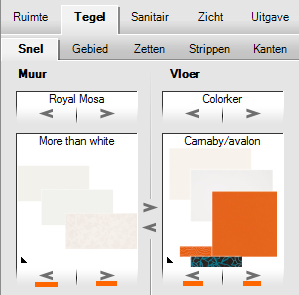 Ruimte Tegel Sanitair Zicht Uitgave
Snel Gebied Zetten Strippen Kanten
Muur Vloer
Royal Mosa Colorker
More than white Carnaby/avalon